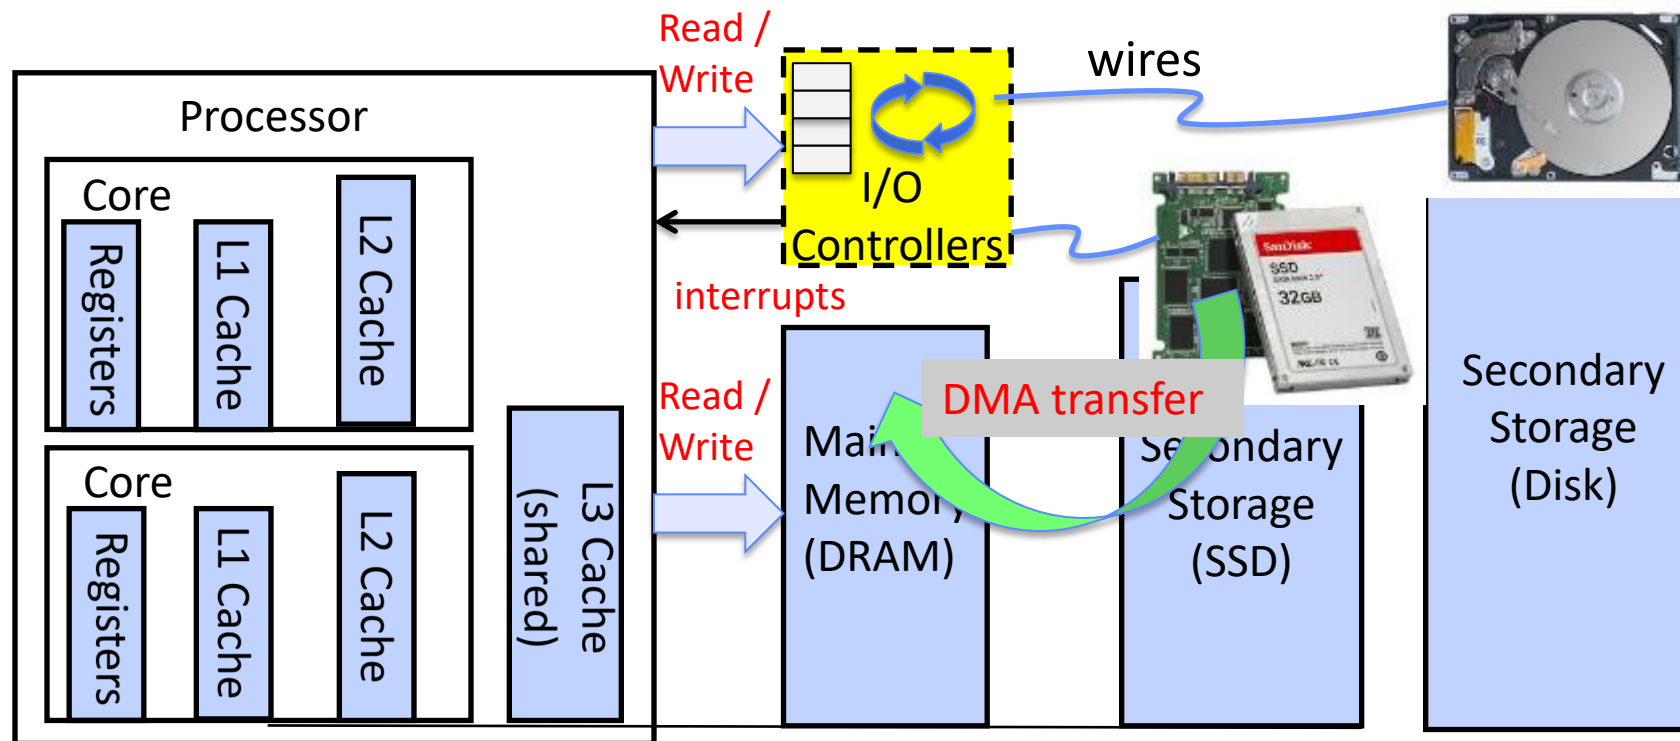 Read /
Write
wires
Processor
Core
Registers
L1 Cache
L2 Cache
I/O
Controllers
interrupts
SanDisk
SSD
32GB
Read /
Write
DMA transfer
Main
Memory
(DRAM)
Secondary
Storage
(SSD)
Secondary
Storage
(Disk)
Core
Registers
L1 Cache
L2 Cache
L3 Cache
(shared)